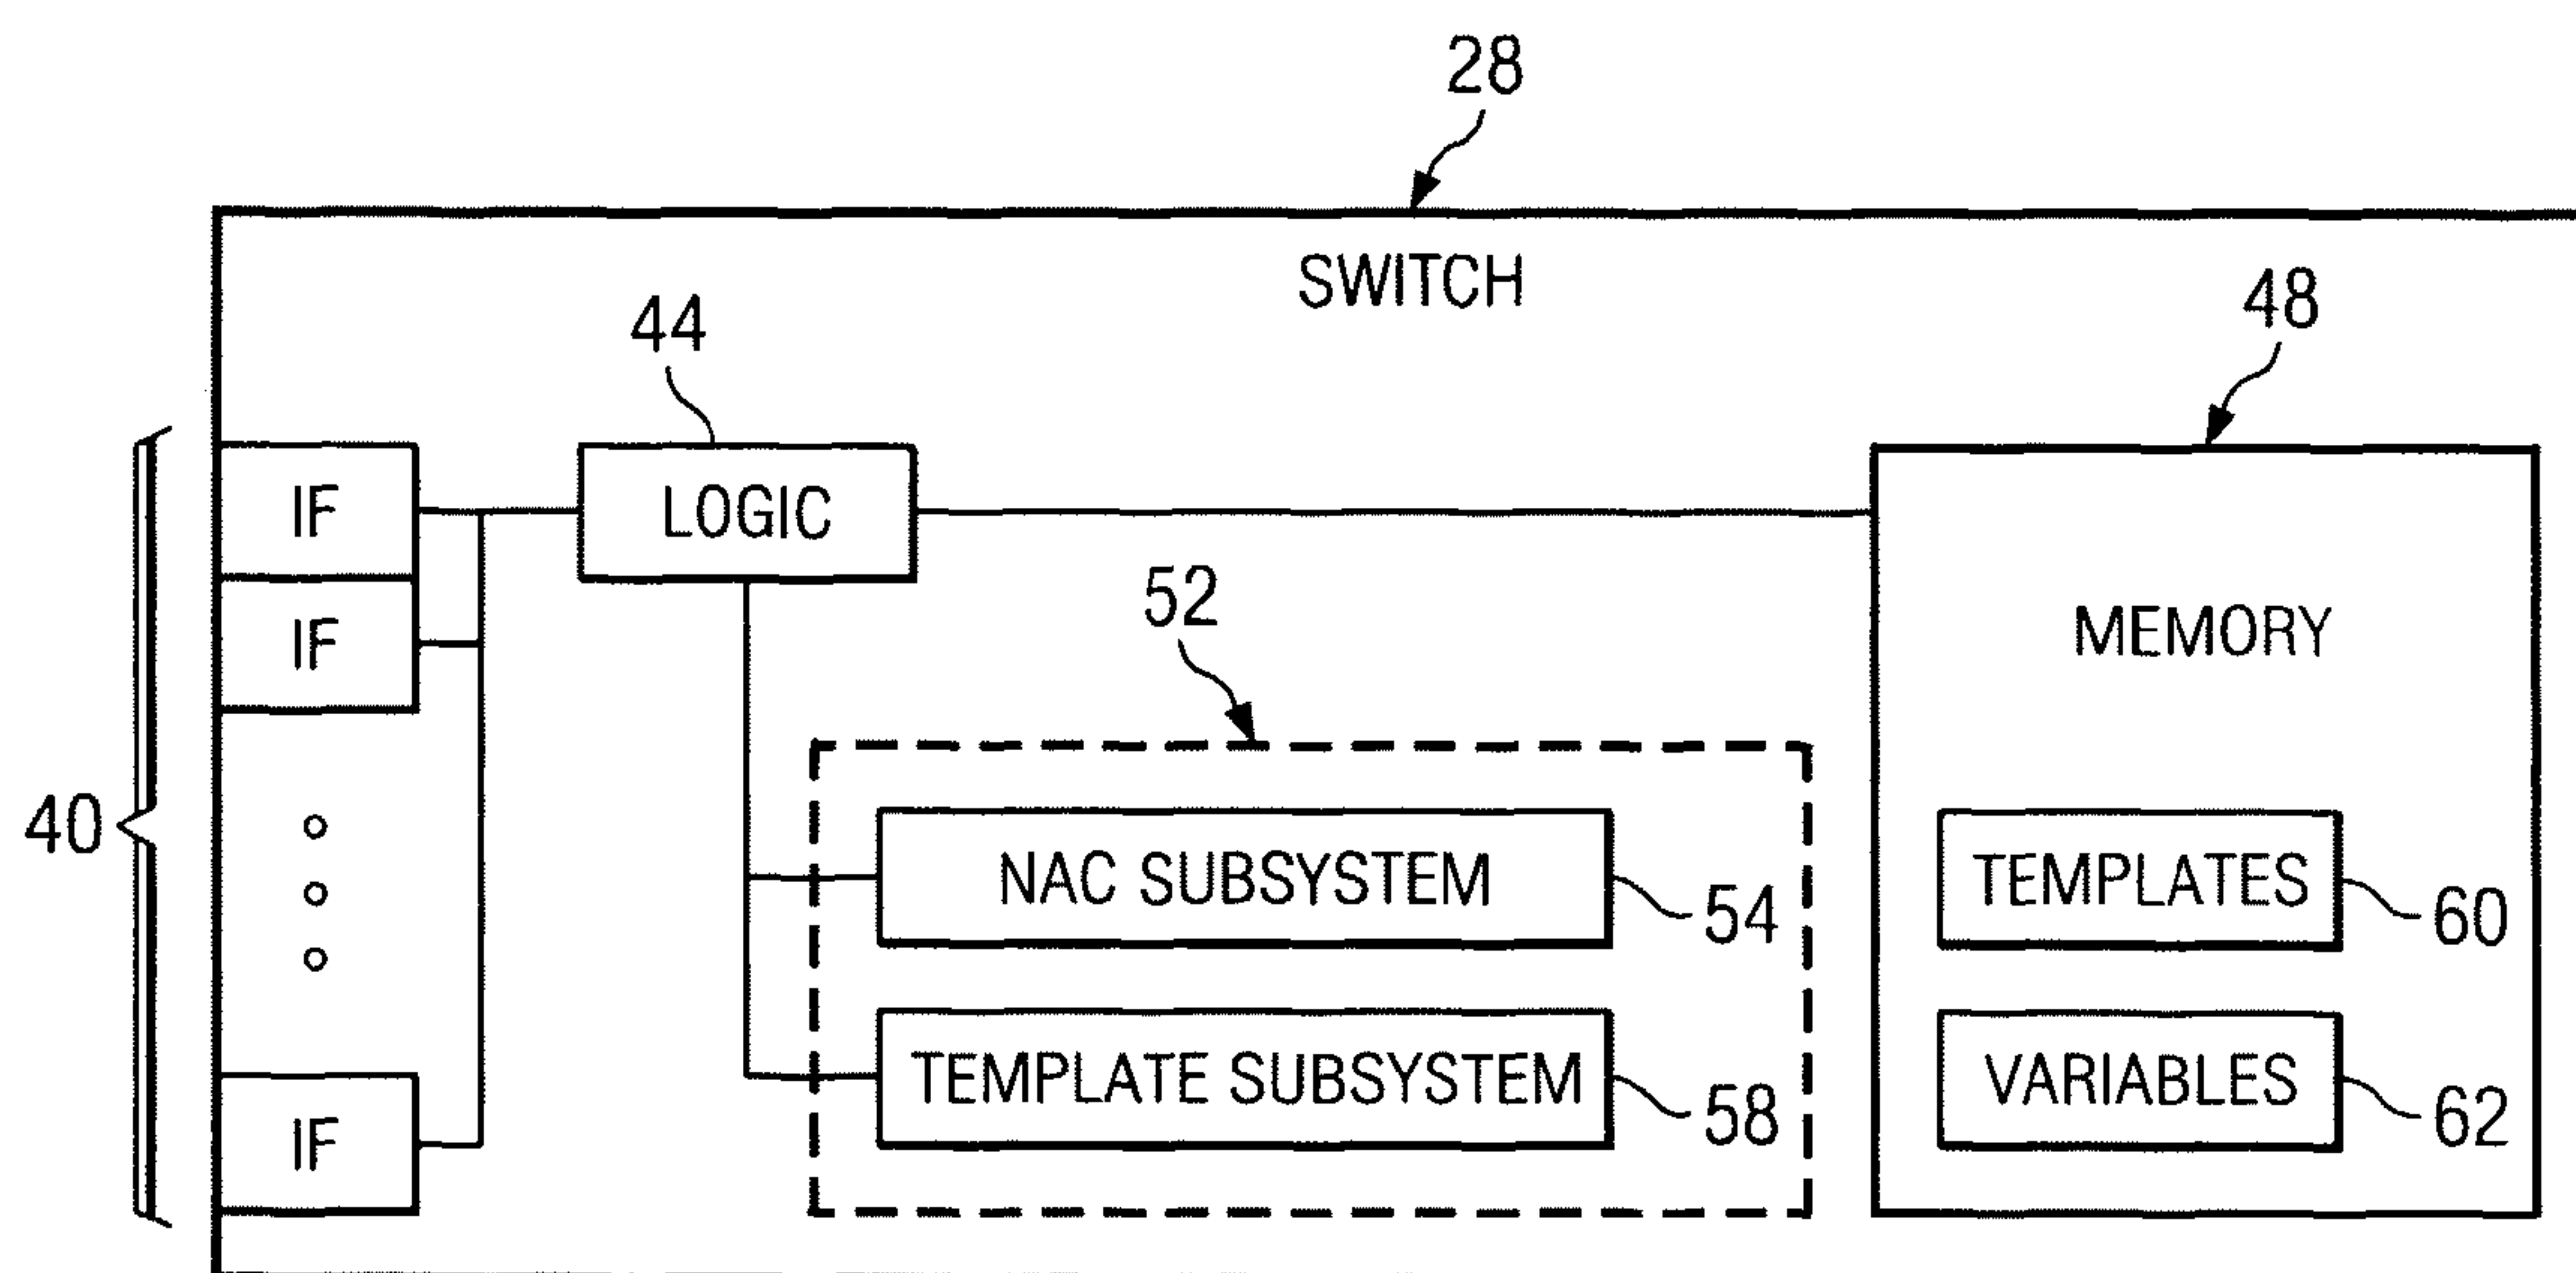 28
SWITCH
44
48
IF
LOGIC
IF
52
MEMORY
40
NAC SUBSYSTEM
54
TEMPLATES
60
TEMPLATE SUBSYSTEM
58
VARIABLES
62
IF